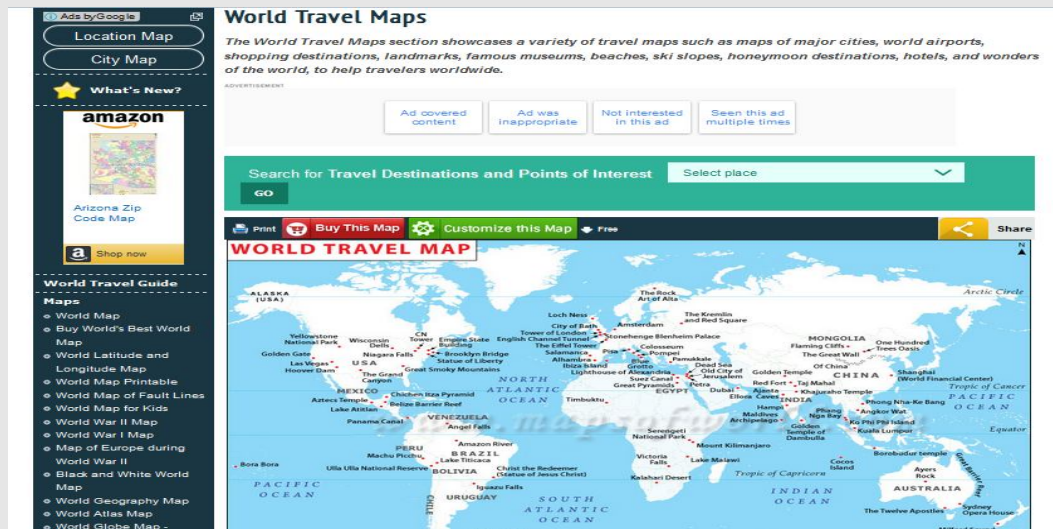 Ads by Google
Location Map
City Map
What's New?
amazon
Arizona Zip
Code Map
a Shop now
World Travel Guide
Maps
World Map
Buy World's Best World
Map
World Latitude and
Longitude Map
World Map Printable
World Map of Fault Lines
World Map for Kids
World War II Map
World War I Map
Map of Europe during
World War II
Black and White World
Map
World Geography Map
World Atlas Map
World Globe Map -
World Travel Maps
The World Travel Maps section showcases a variety of travel maps such as maps of major cities, world airports,
shopping destinations, landmarks, famous museums, beaches, ski slopes, honeymoon destinations, hotels, and wonders
of the world, to help travelers worldwide.
ADVERTISEMENT
Ad covered
content
Ad was
inappropriate
Not interested
in this ad
Seen this ad
multiple times
Search for Travel Destinations and Points of Interest
Select place
GO
Print
Buy This Map
Customize this Map
Free
Share
WORLD TRAVEL MAP
N
ALASKA
(USA)
The Rock
Art of Alta
Arctic Circle
Loch Ness
The Kremlin
and Red Square
City of Bath
Amsterdam
Yellowstone
National Park
Wisconsin
Dells
CN
Tower
Empire State
Building
Tower of London
English Channel Tunnel
Stonehenge
Buckingham Palace
The Eiffel Tower
MONGOLIA
Flaming Cliffs
One Hundred
Trees Oasis
Golden Gate
Niagara Falls
Brooklyn Bridge
Statue of Liberty
Salamanca
Pisa
Colosseum
Pompei
The Great Wall
Of China
Las Vegas
Hoover Dam
USA
The Grand
Canyon
Great Smoky Mountains
Alhambra
Ibiza Island
Blue
Grotto
Pamukkale
Dead Sea
Old City of
Jerusalem
Lighthouse of Alexandria
Suez Canal
Golden Temple
CHINA
Shanghai
(World Financial Center)
NORTH
ATLANTIC
OCEAN
Great Pyramids
EGYPT
Petra
Dubai
Red Fort
Taj Mahal
Ajanta
Ellora Caves
Khajuraho Temple
Tropic of Cancer
MEXICO
Aztecs Temple
Chichen Itza Pyramid
Belize Barrier Reef
Lake Atitlan
Timbuktu
INDIA
Hampi
Phong Nha-Ke Bang
PACIFIC
OCEAN
Panama Canal
VENEZUELA
Angel Falls
Maldives
Archipelago
Phang
Nga Bay
Angkor Wat
Ko Phi Phi Island
Golden
Temple of
Dambulla
Kuala Lumpur
Equator
Serengeti
National Park
Mount Kilimanjaro
PERU
Machu Picchu
Amazon River
BRAZIL
Lake Titicaca
Borobudur temple
Bora Bora
Ulla Ulla National Reserve
BOLIVIA
Christ the Redeemer
(Statue of Jesus Christ)
Victoria
Falls
Lake Malawi
Cocos
Island
Great Barrier Reef
Kalahari Desert
Tropic of Capricorn
Ayers
Rock
PACIFIC
OCEAN
Iguazu Falls
CHILE
URUGUAY
SOUTH
ATLANTIC
OCEAN
INDIAN
OCEAN
AUSTRALIA
The Twelve Apostles
Sydney
Opera House